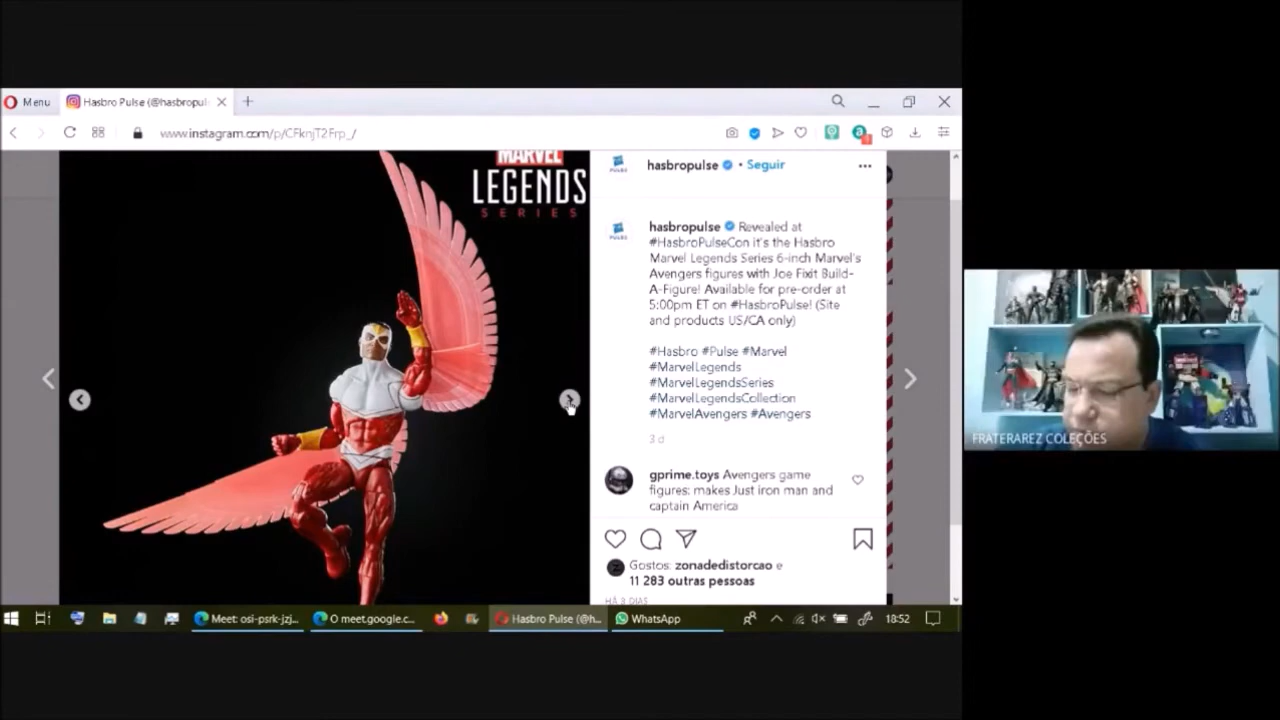 Menu
Hasbro Pulse (@hasbropul
www.instagram.com/p/CFknjT2Frp_/
MARVEL
LEGENDS
SERIES
hasbropulse • Seguir
hasbropulse Revealed at
#HasbroPulseCon it's the Hasbro
Marvel Legends Series 6-inch Marvel's
Avengers figures with Joe Fixit Build-
A-Figure! Available for pre-order at
5:00pm ET on #HasbroPulse! (Site
and products US/CA only)
#Hasbro #Pulse #Marvel
#MarvelLegends
#MarvelLegendsSeries
#MarvelLegendsCollection
#MarvelAvengers #Avengers
3 d
gprime.toys Avengers game
figures: makes Just iron man and
captain America
Gostos: zonadedistorcao e
11 283 outras pessoas
HÁ 3 DIAS
FRATERAREZ COLEÇÕES
Meet: osi-psrk-jzj...
O meet.google.c...
Hasbro Pulse (@h...
WhatsApp
18:52